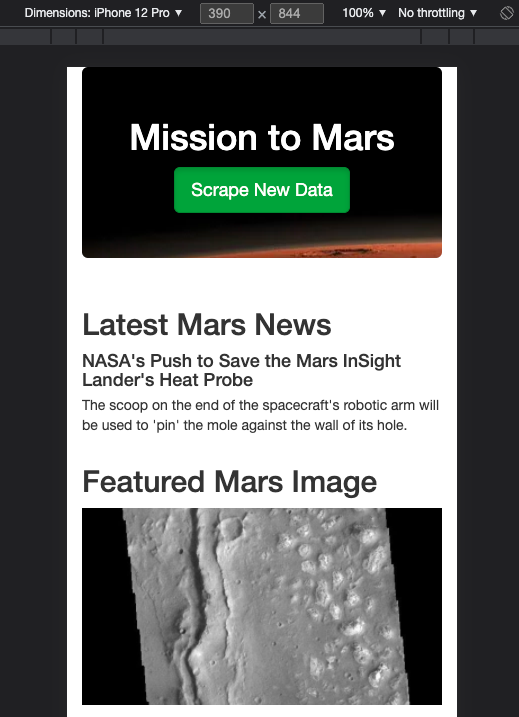 Dimensions: iPhone 12 Pro ▼ 390 × 844 100% ▼ No throttling ▼
Mission to Mars
Scrape New Data
Latest Mars News
NASA's Push to Save the Mars InSight
Lander's Heat Probe
The scoop on the end of the spacecraft's robotic arm will
be used to 'pin' the mole against the wall of its hole.
Featured Mars Image